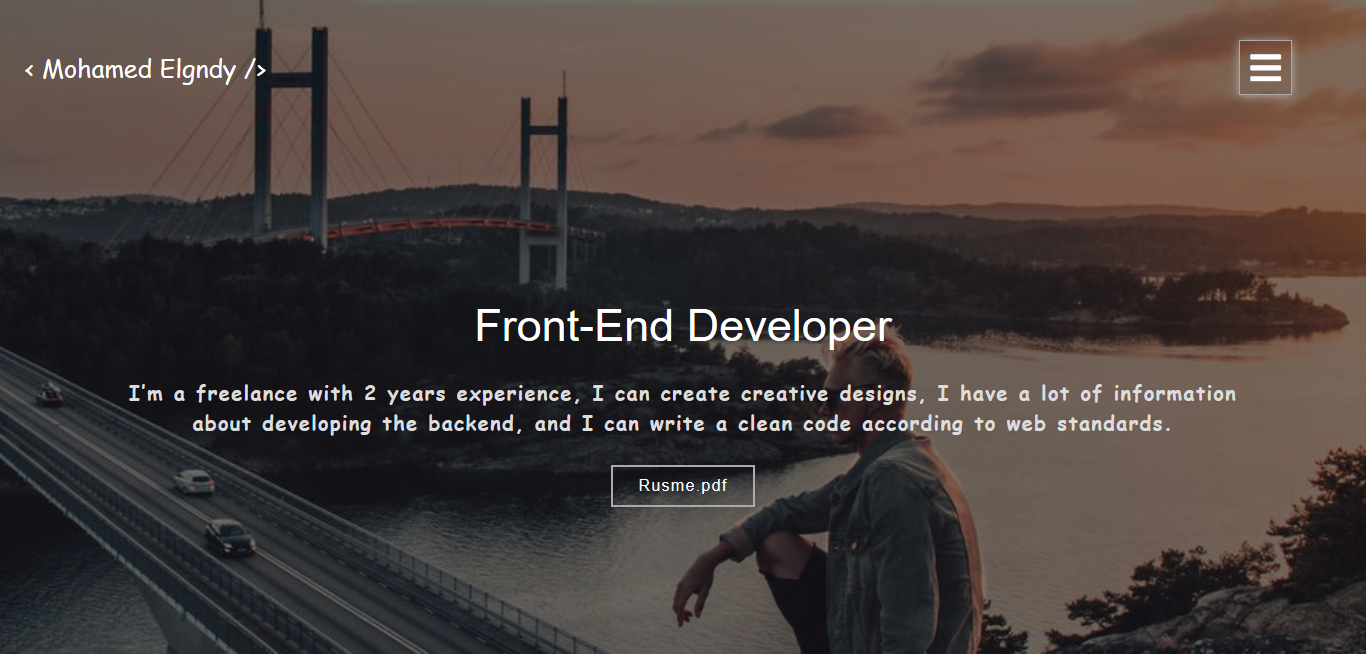 < Mohamed Elgndy />
Front-End Developer
I'm a freelance with 2 years experience, I can create creative designs, I have a lot of information
about developing the backend, and I can write a clean code according to web standards.
Rusme.pdf